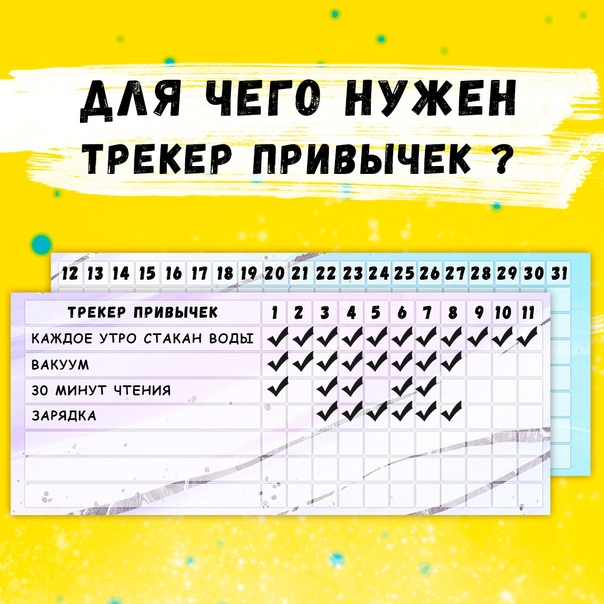 ДЛЯ ЧЕГО НУЖЕН
ТРЕКЕР ПРИВЫЧЕК ?
12 13 14 15 16 17 18 19 20 21 22 23 24 25 26 27 28 29 30 31
ТРЕКЕР ПРИВЫЧЕК 1 2 3 4 5 6 7 8 9 10 11
КАЖДОЕ УТРО СТАКАН ВОДЫ ✓ ✓ ✓ ✓ ✓ ✓ ✓ ✓ ✓ ✓ ✓
ВАКУУМ ✓ ✓ ✓ ✓ ✓ ✓ ✓ ✓
30 МИНУТ ЧТЕНИЯ ✓ ✓ ✓ ✓ ✓
ЗАРЯДКА ✓ ✓ ✓ ✓ ✓ ✓